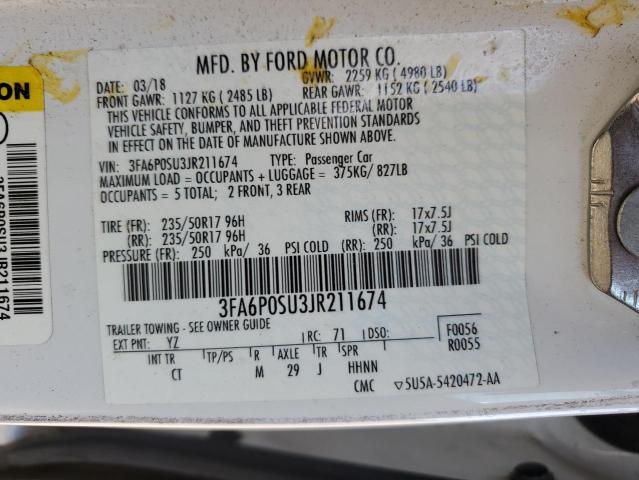 MFD. BY FORD MOTOR CO.
DATE: 03/18 GVWR: 2259 KG ( 4980 LB)
FRONT GAWR: 1127 KG ( 2485 LB) REAR GAWR: 1152 KG ( 2540 LB)
THIS VEHICLE CONFORMS TO ALL APPLICABLE FEDERAL MOTOR
VEHICLE SAFETY, BUMPER, AND THEFT PREVENTION STANDARDS
IN EFFECT ON THE DATE OF MANUFACTURE SHOWN ABOVE.
VIN: 3FA6P0SU3JR211674 TYPE: Passenger Car
MAXIMUM LOAD = OCCUPANTS + LUGGAGE = 375KG/ 827LB
OCCUPANTS = 5 TOTAL; 2 FRONT, 3 REAR
TIRE (FR): 235/50R17 96H RIMS (FR): 17x7.5J
(RR): 235/50R17 96H (RR): 17x7.5J
PRESSURE (FR): 250 kPa/ 36 PSI COLD (RR): 250 kPa/ 36 PSI COLD
3FA6P0SU3JR211674
TRAILER TOWING - SEE OWNER GUIDE
EXT PNT: YZ RC: 71 DSO: F0056
R0055
INT TR TP/PS R AXLE TR SPR
CT M 29 J HHNN
CMC ▽5U5A-5420472-AA
ON
3FA6P0SU3JR211674